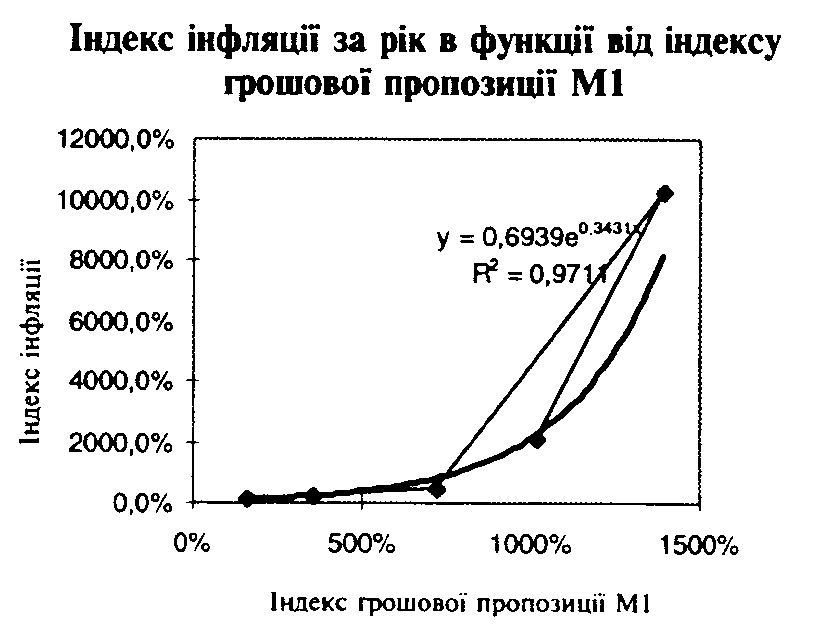 Індекс інфляції за рік в функції від індексу
грошової пропозиції М1
12000,0%
10000,0%
8000,0%
6000,0%
4000,0%
2000,0%
0,0%
Індекс інфляції
y = 0,6939e^0.3431x
R² = 0,9711
0%
500%
1000%
1500%
Індекс грошової пропозиції М1